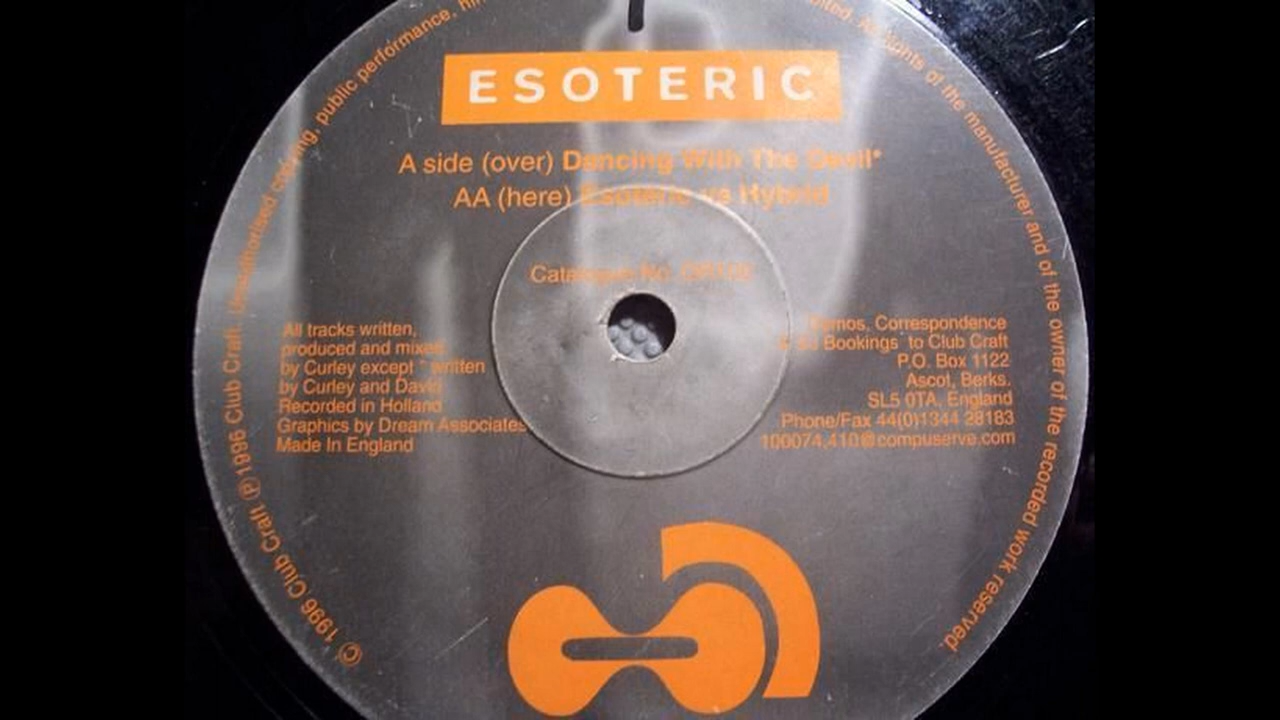 ESOTERIC
A side (over) Dancing With The Devil*
AA (here) Esoteric vs Hybrid
Catalogue No.
All tracks written,
produced and mixed
by Curley except * written
by Curley and David
Recorded in Holland
Graphics by Dream Associates
Made In England
Demos, Correspondence
Bookings to Club Craft
P.O. Box 1122
Ascot, Berks.
SL5 0TA, England
Phone/Fax 44(0)1344 28183
100074,410@compuserve.com
© 1996 Club Craft ℗ 1996 Club Craft. Unauthorised copying, public performance,
All rights of the manufacturer and of the owner of the recorded work reserved.